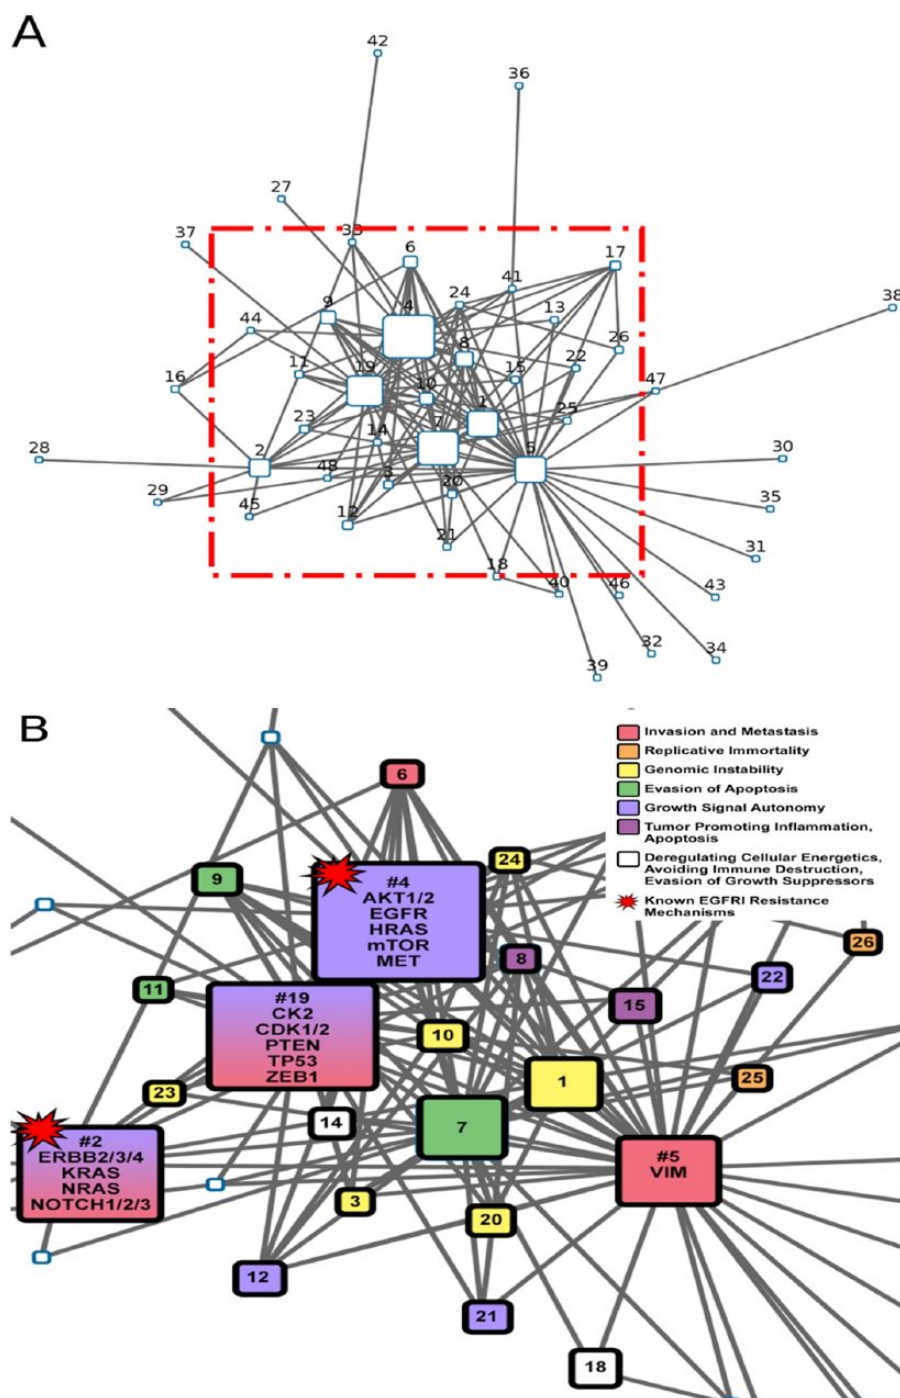 A
42
36
27
37
33
6
17
41
24
38
9
4
13
44
8
26
11
19
22
16
10
15
47
1
25
23
7
14
2
5
28
48
3
30
20
29
35
45
12
21
31
18
40
46
43
32
34
39
B
Invasion and Metastasis
Replicative Immortality
Genomic Instability
Evasion of Apoptosis
Growth Signal Autonomy
Tumor Promoting Inflammation,
Apoptosis
Deregulating Cellular Energetics,
Avoiding Immune Destruction,
Evasion of Growth Suppressors
Known EGFRI Resistance
Mechanisms
6
24
9
#4
AKT1/2
EGFR
HRAS
mTOR
MET
26
8
22
11
15
#19
CK2
CDK1/2
PTEN
TP53
ZEB1
10
1
25
23
14
7
#2
ERBB2/3/4
KRAS
NRAS
NOTCH1/2/3
#5
VIM
3
20
12
21
18